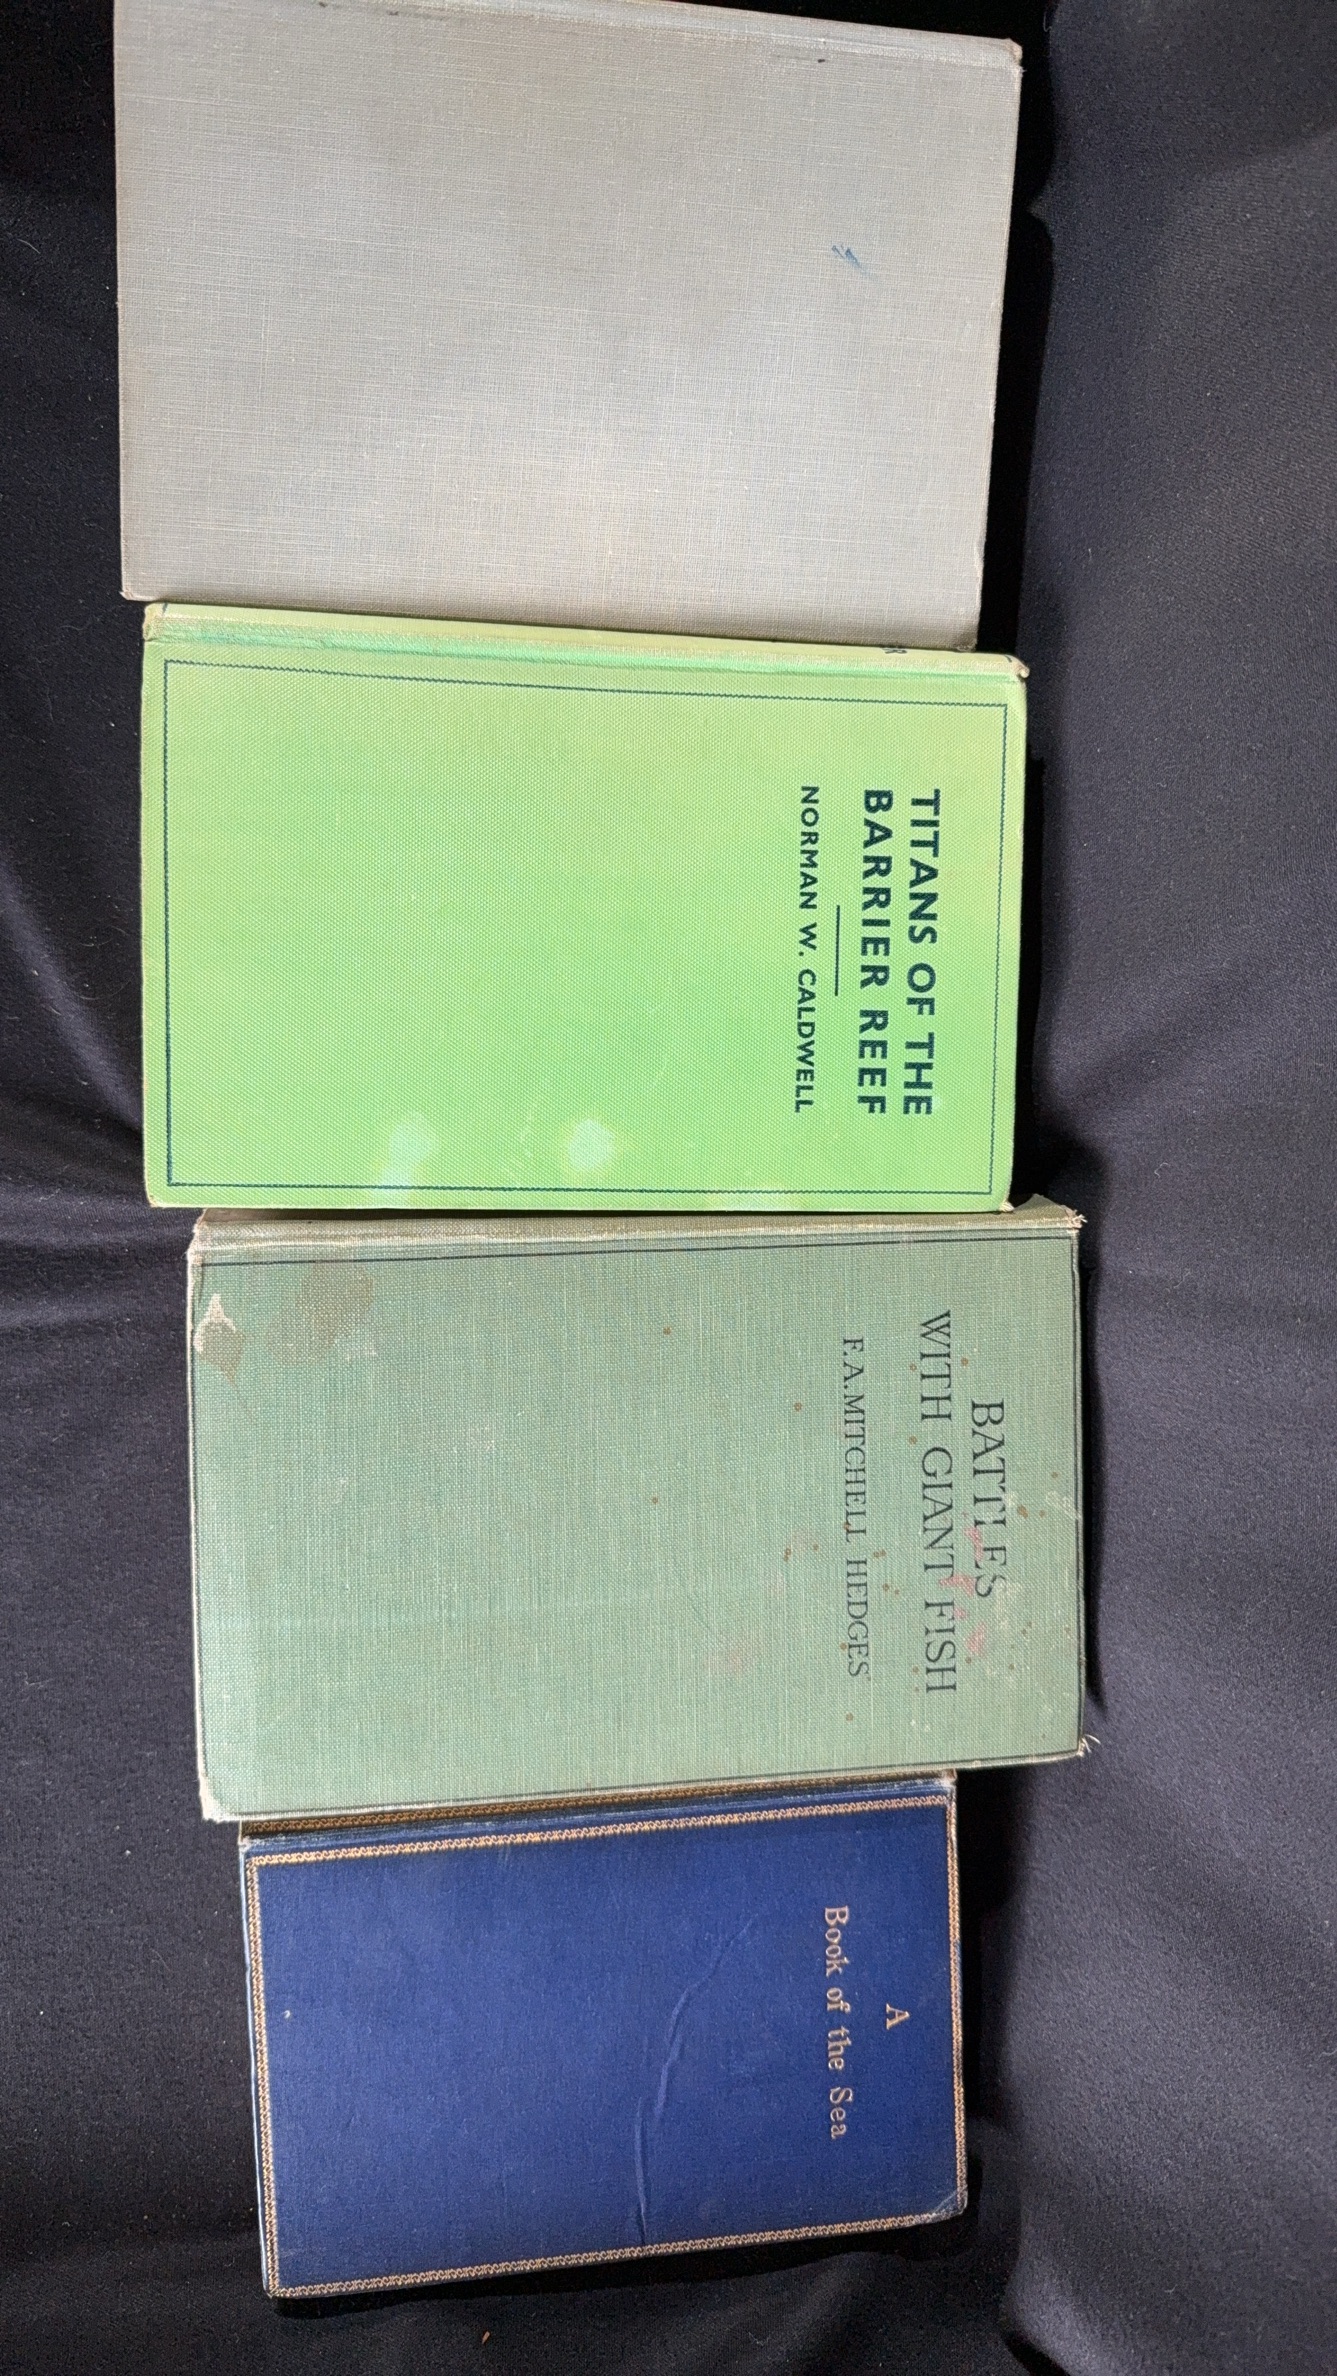 TITANS OF THE
BARRIER REEF
NORMAN W. CALDWELL
BATTLES
WITH GIANT FISH
F. A. MITCHELL HEDGES
A
Book of the Sea